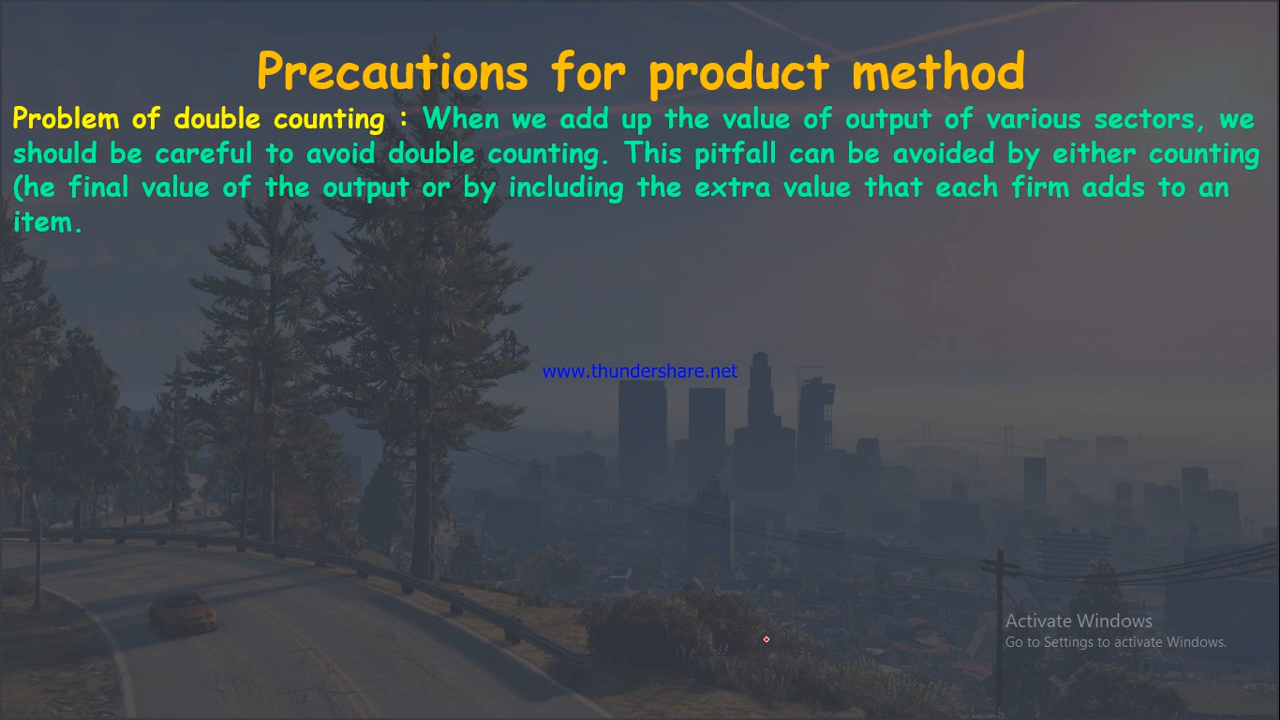 Precautions for product method
Problem of double counting : When we add up the value of output of various sectors, we
should be careful to avoid double counting. This pitfall can be avoided by either counting
(he final value of the output or by including the extra value that each firm adds to an
item.
www.thundershare.net
Activate Windows
Go to Settings to activate Windows.